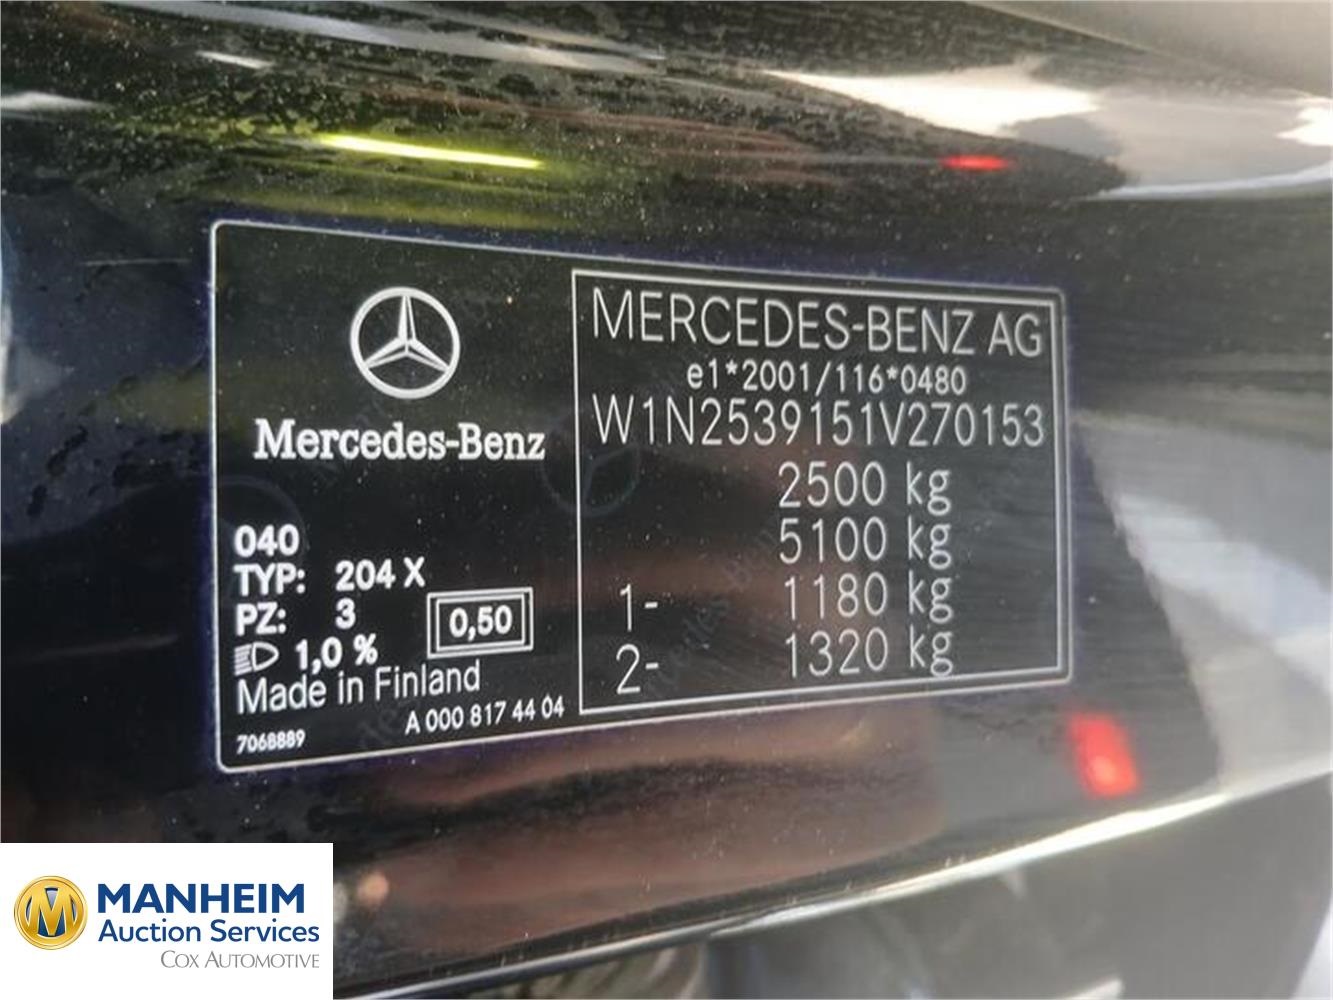 Mercedes-Benz
040
TYP: 204 X
PZ: 3
0,50
1,0 %
Made in Finland
A 000 817 44 04
7068889
MERCEDES-BENZ AG
e1*2001/116*0480
W1N2539151V270153
2500 kg
5100 kg
1- 1180 kg
2- 1320 kg
MANHEIM
Auction Services
COX AUTOMOTIVE